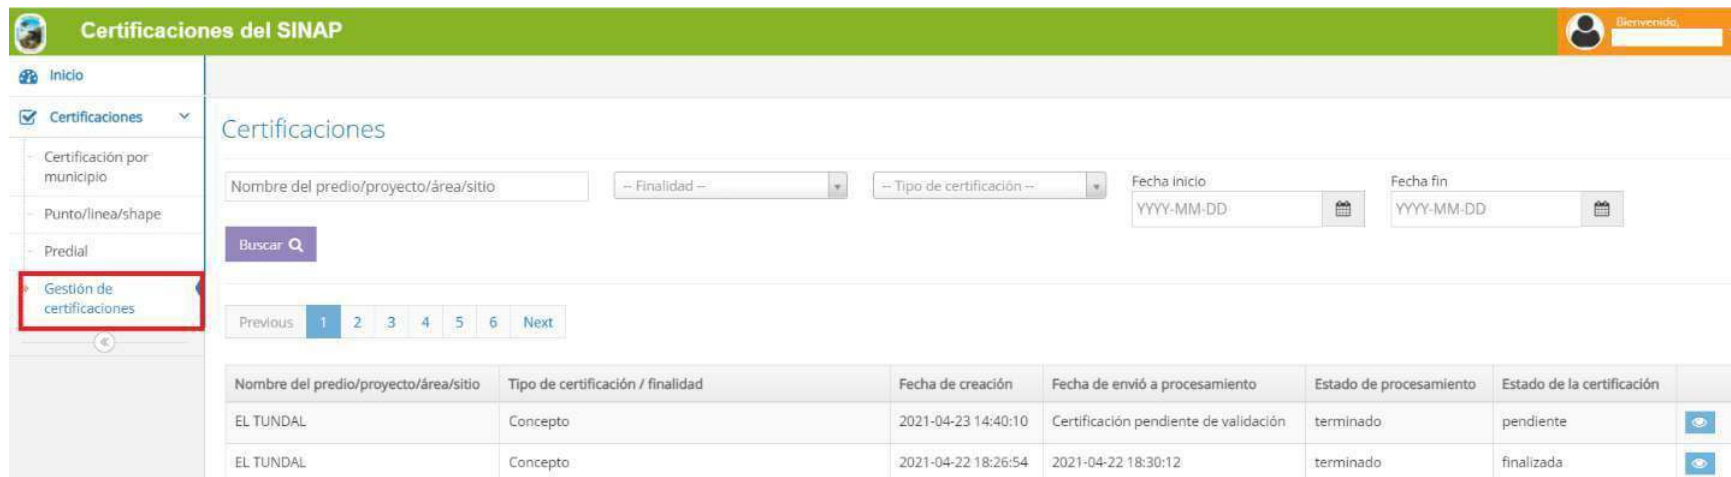 Certificaciones del SINAP
Bienvenido,
Inicio
Certificaciones
Certificación por
municipio
Punto/linea/shape
Predial
Gestión de
certificaciones
Certificaciones
Nombre del predio/proyecto/área/sitio
-- Finalidad --
-- Tipo de certificación --
Fecha inicio
YYYY-MM-DD
Fecha fin
YYYY-MM-DD
Buscar
Previous 1 2 3 4 5 6 Next
Nombre del predio/proyecto/área/sitio Tipo de certificación / finalidad Fecha de creación Fecha de envió a procesamiento Estado de procesamiento Estado de la certificación
EL TUNDAL Concepto 2021-04-23 14:40:10 Certificación pendiente de validación terminado pendiente
EL TUNDAL Concepto 2021-04-22 18:26:54 2021-04-22 18:30:12 terminado finalizada